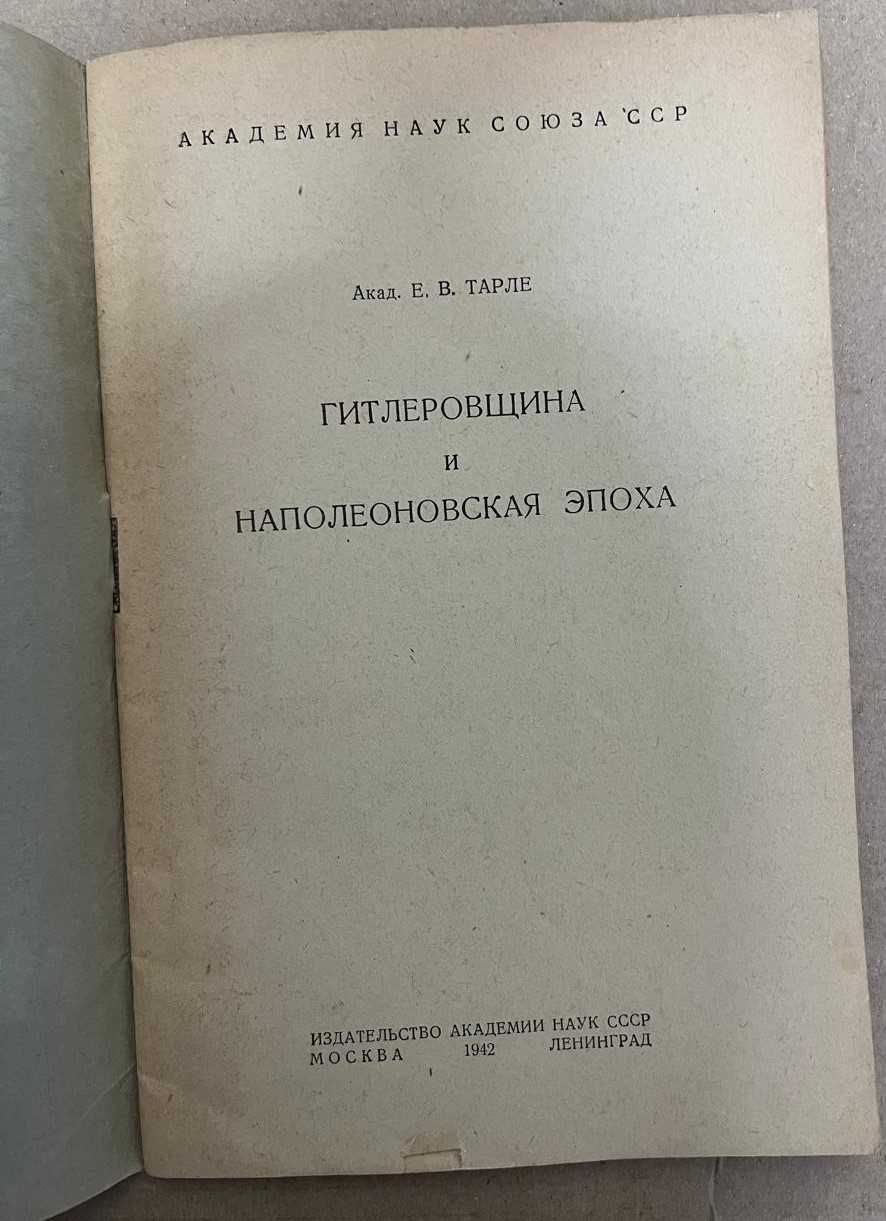 АКАДЕМИЯ НАУК СОЮЗА ССР
Акад. Е. В. ТАРЛЕ
ГИТЛЕРОВЩИНА
И
НАПОЛЕОНОВСКАЯ ЭПОХА
ИЗДАТЕЛЬСТВО АКАДЕМИИ НАУК СССР
МОСКВА 1942 ЛЕНИНГРАД